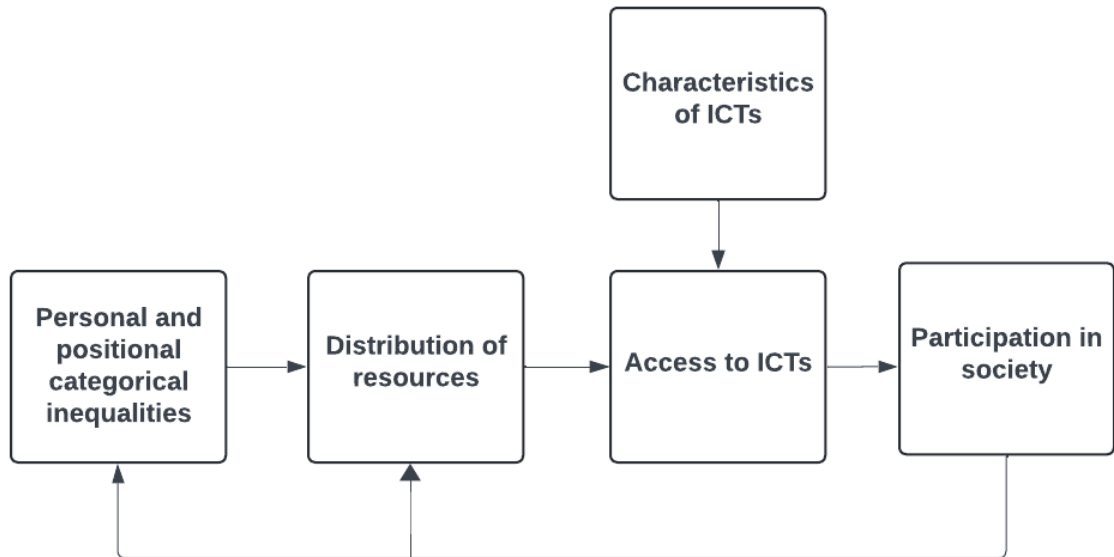 Characteristics
of ICTs
Personal and
positional
categorical
inequalities
Distribution of
resources
Access to ICTs
Participation in
society